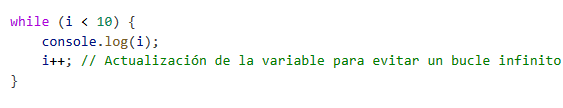 while (i < 10) {
    console.log(i);
    i++; // Actualización de la variable para evitar un bucle infinito
}